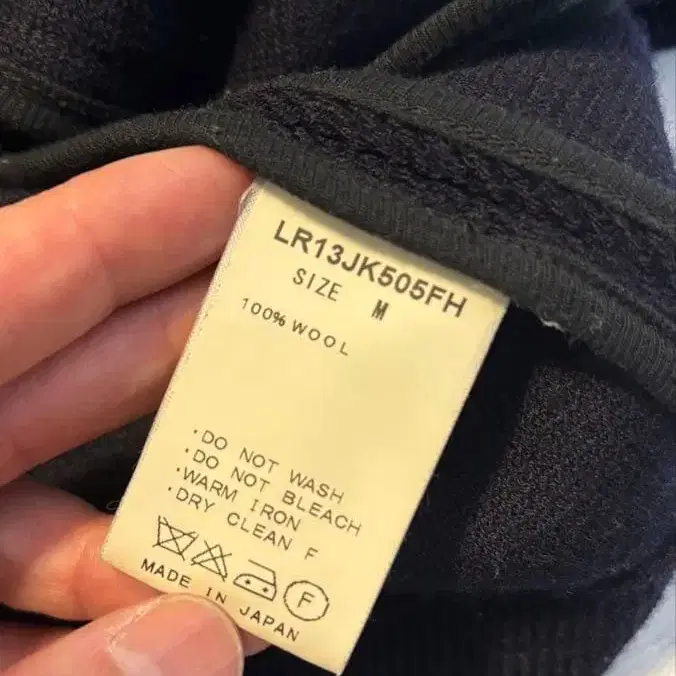 LR13JK505FH
SIZE M
100% WOOL
・DO NOT WASH
・DO NOT BLEACH
・WARM IRON
・DRY CLEAN F
F
MADE IN JAPAN